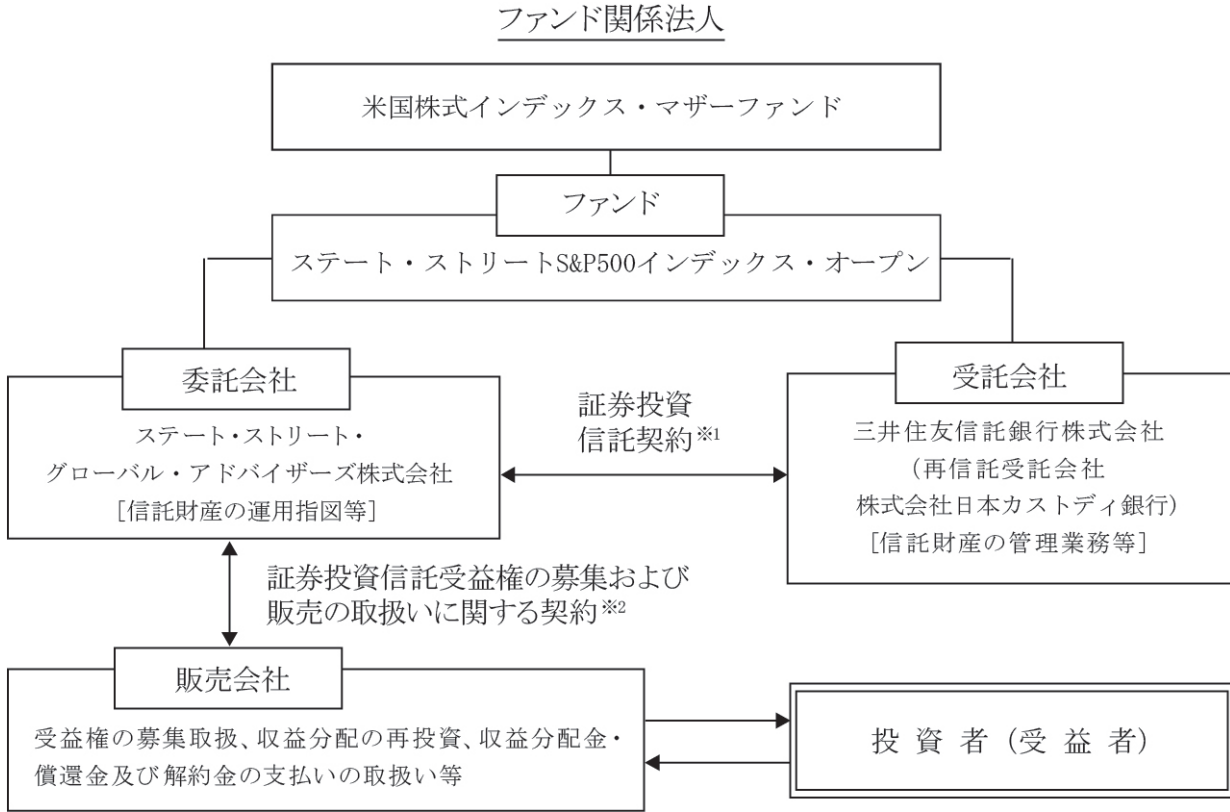 ファンド関係法人
米国株式インデックス・マザーファンド
ファンド
ステート・ストリートS&P500インデックス・オープン
委託会社
ステート・ストリート・
グローバル・アドバイザーズ株式会社
[信託財産の運用指図等]
証券投資
信託契約※1
受託会社
三井住友信託銀行株式会社
(再信託受託会社
株式会社日本カストディ銀行)
[信託財産の管理業務等]
証券投資信託受益権の募集および
販売の取扱いに関する契約※2
販売会社
受益権の募集取扱、収益分配の再投資、収益分配金・
償還金及び解約金の支払いの取扱い等
投資者(受益者)